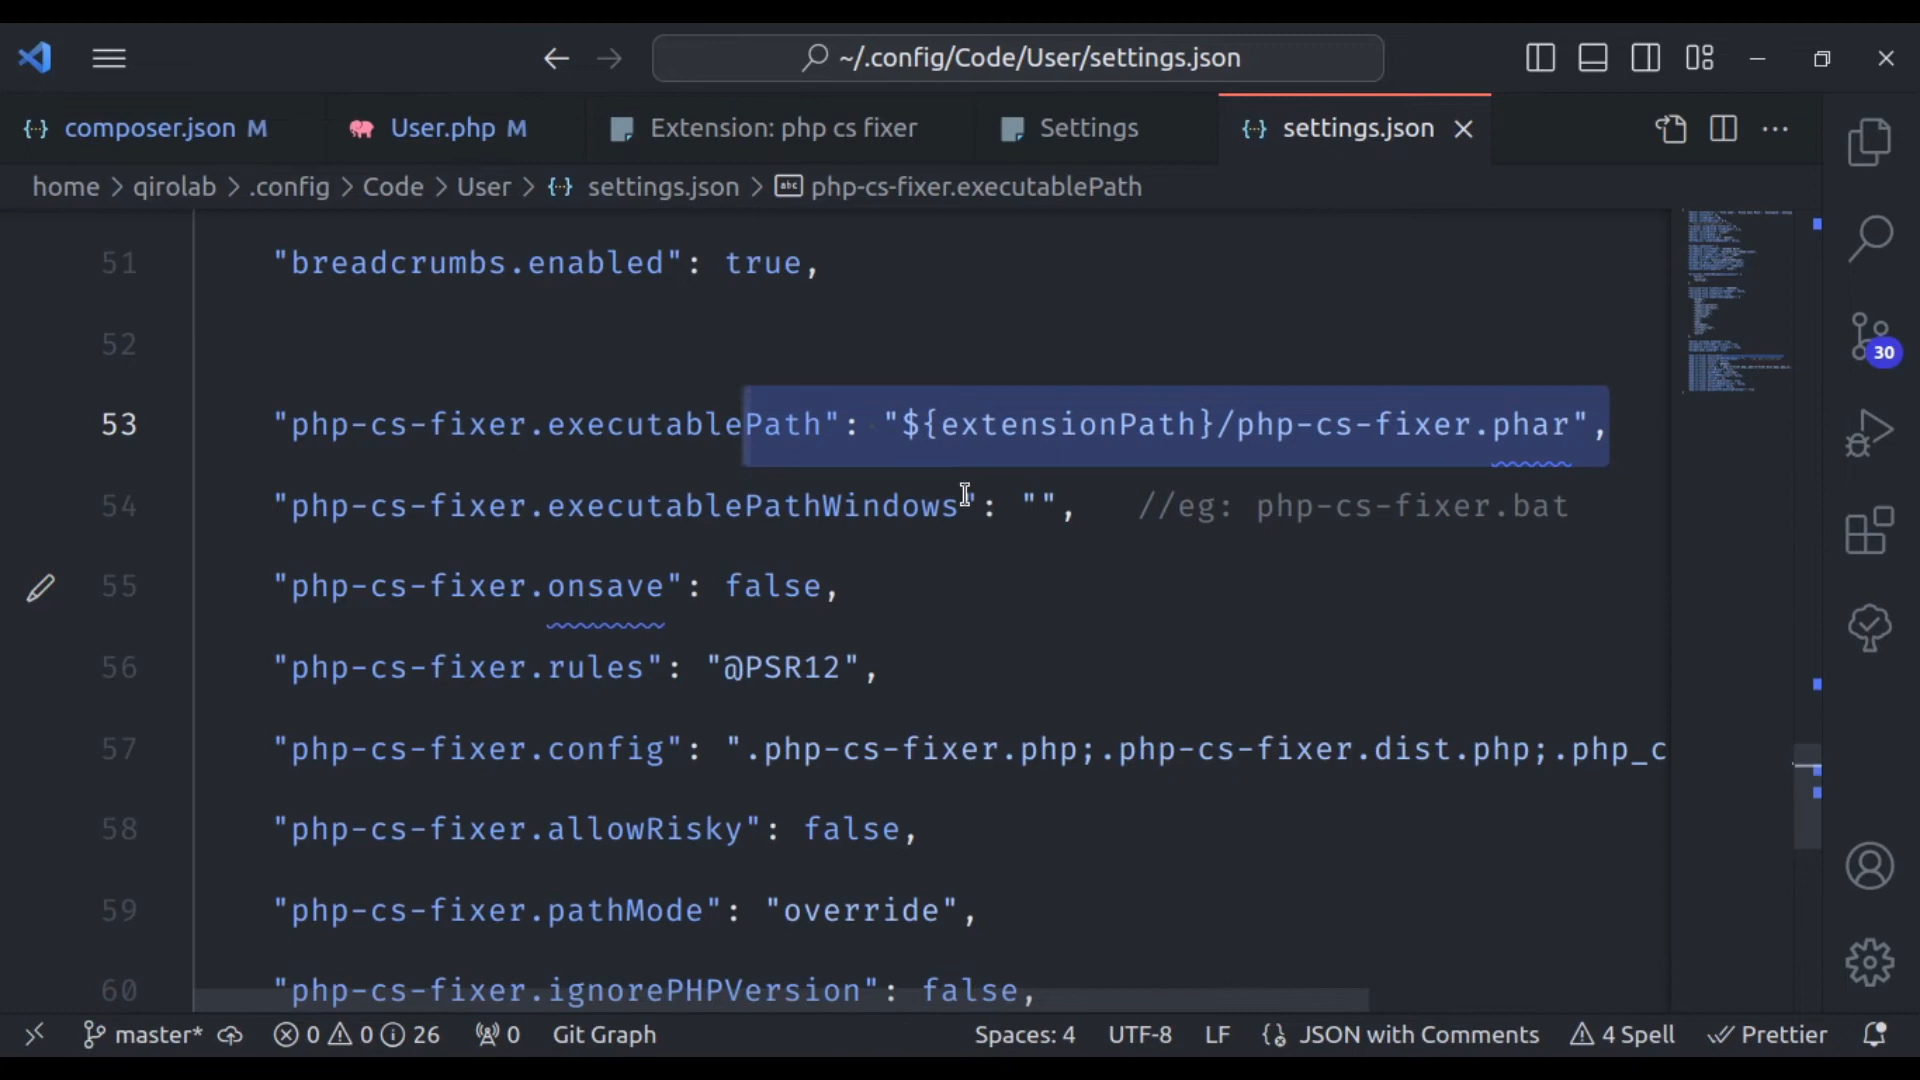 ~/.config/Code/User/settings.json
composer.json M
User.php M
Extension: php cs fixer
Settings
settings.json
home > qirolab > .config > Code > User > settings.json > abc php-cs-fixer.executablePath
51 "breadcrumbs.enabled": true,
52
53 "php-cs-fixer.executablePath": "${extensionPath}/php-cs-fixer.phar",
54 "php-cs-fixer.executablePathWindows": "", //eg: php-cs-fixer.bat
55 "php-cs-fixer.onsave": false,
56 "php-cs-fixer.rules": "@PSR12",
57 "php-cs-fixer.config": ".php-cs-fixer.php;.php-cs-fixer.dist.php;.php_c
58 "php-cs-fixer.allowRisky": false,
59 "php-cs-fixer.pathMode": "override",
60 "php-cs-fixer.ignorePHPVersion": false,
30
master* 0 0 26 0 Git Graph Spaces: 4 UTF-8 LF JSON with Comments 4 Spell Prettier